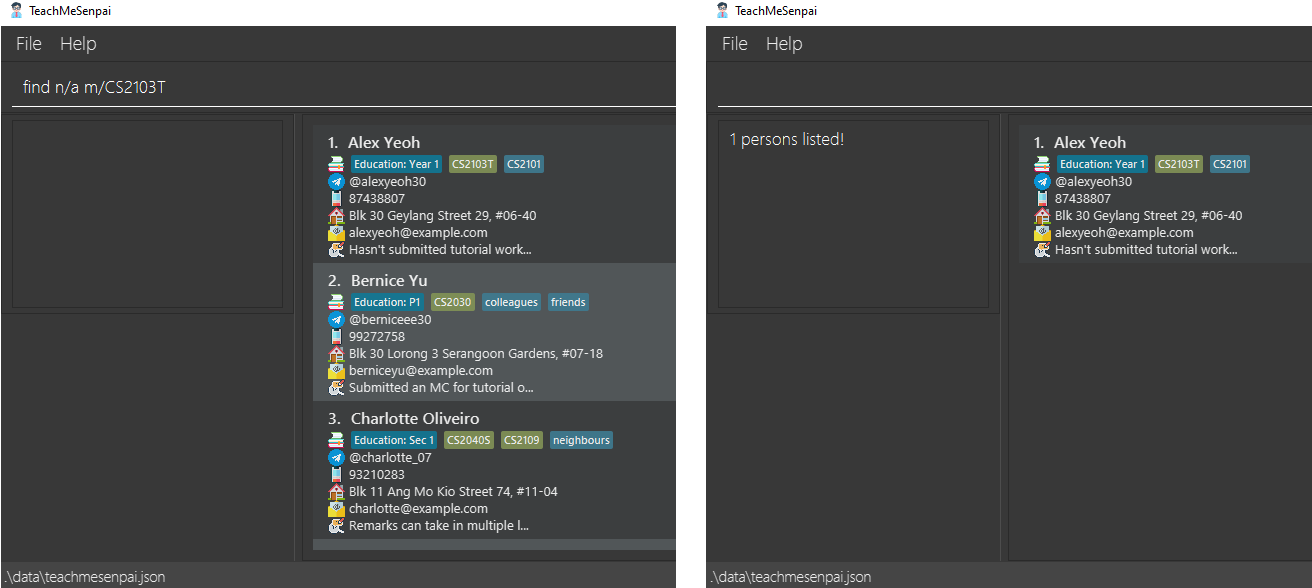 TeachMeSenpai
File Help
find n/a m/CS2103T
1. Alex Yeoh
Education: Year 1 CS2103T CS2101
@alexyeoh30
87438807
Blk 30 Geylang Street 29, #06-40
alexyeoh@example.com
Hasn't submitted tutorial work...
2. Bernice Yu
Education: P1 CS2030 colleagues friends
@berniceee30
99272758
Blk 30 Lorong 3 Serangoon Gardens, #07-18
berniceyu@example.com
Submitted an MC for tutorial o...
3. Charlotte Oliveiro
Education: Sec 1 CS2040S CS2109 neighbours
@charlotte_07
93210283
Blk 11 Ang Mo Kio Street 74, #11-04
charlotte@example.com
Remarks can take in multiple l...
.\data\teachmesenpai.json
TeachMeSenpai
File Help
1 persons listed!
1. Alex Yeoh
Education: Year 1 CS2103T CS2101
@alexyeoh30
87438807
Blk 30 Geylang Street 29, #06-40
alexyeoh@example.com
Hasn't submitted tutorial work...
.\data\teachmesenpai.json